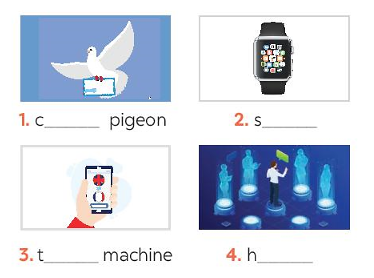 1. c______ pigeon
2. s______
3. t______ machine
4. h______